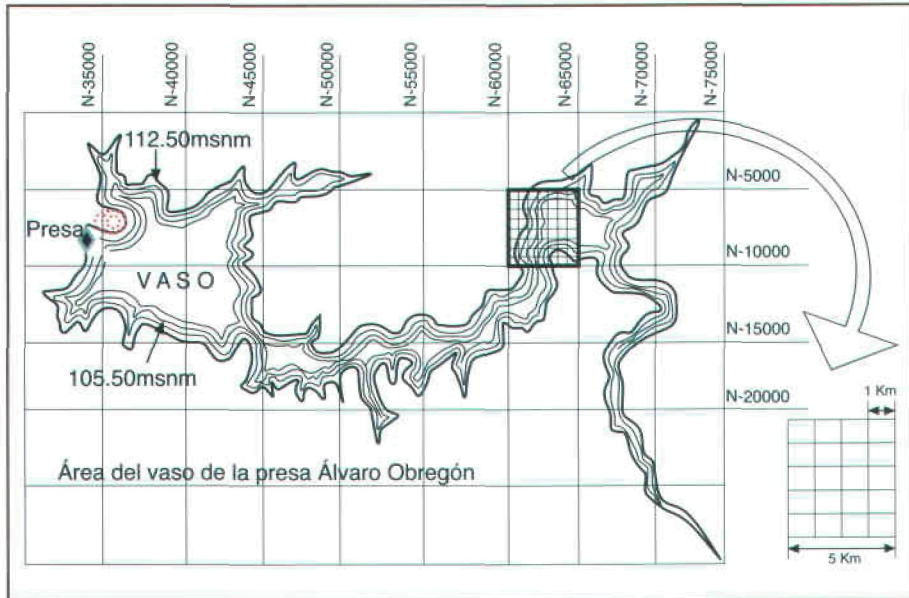 N-35000
N-40000
N-45000
N-50000
N-55000
N-60000
N-65000
N-70000
N-75000
112.50msnm
N-5000
Presa
N-10000
VASO
N-15000
105.50msnm
1 Km
N-20000
Área del vaso de la presa Álvaro Obregón
5 Km